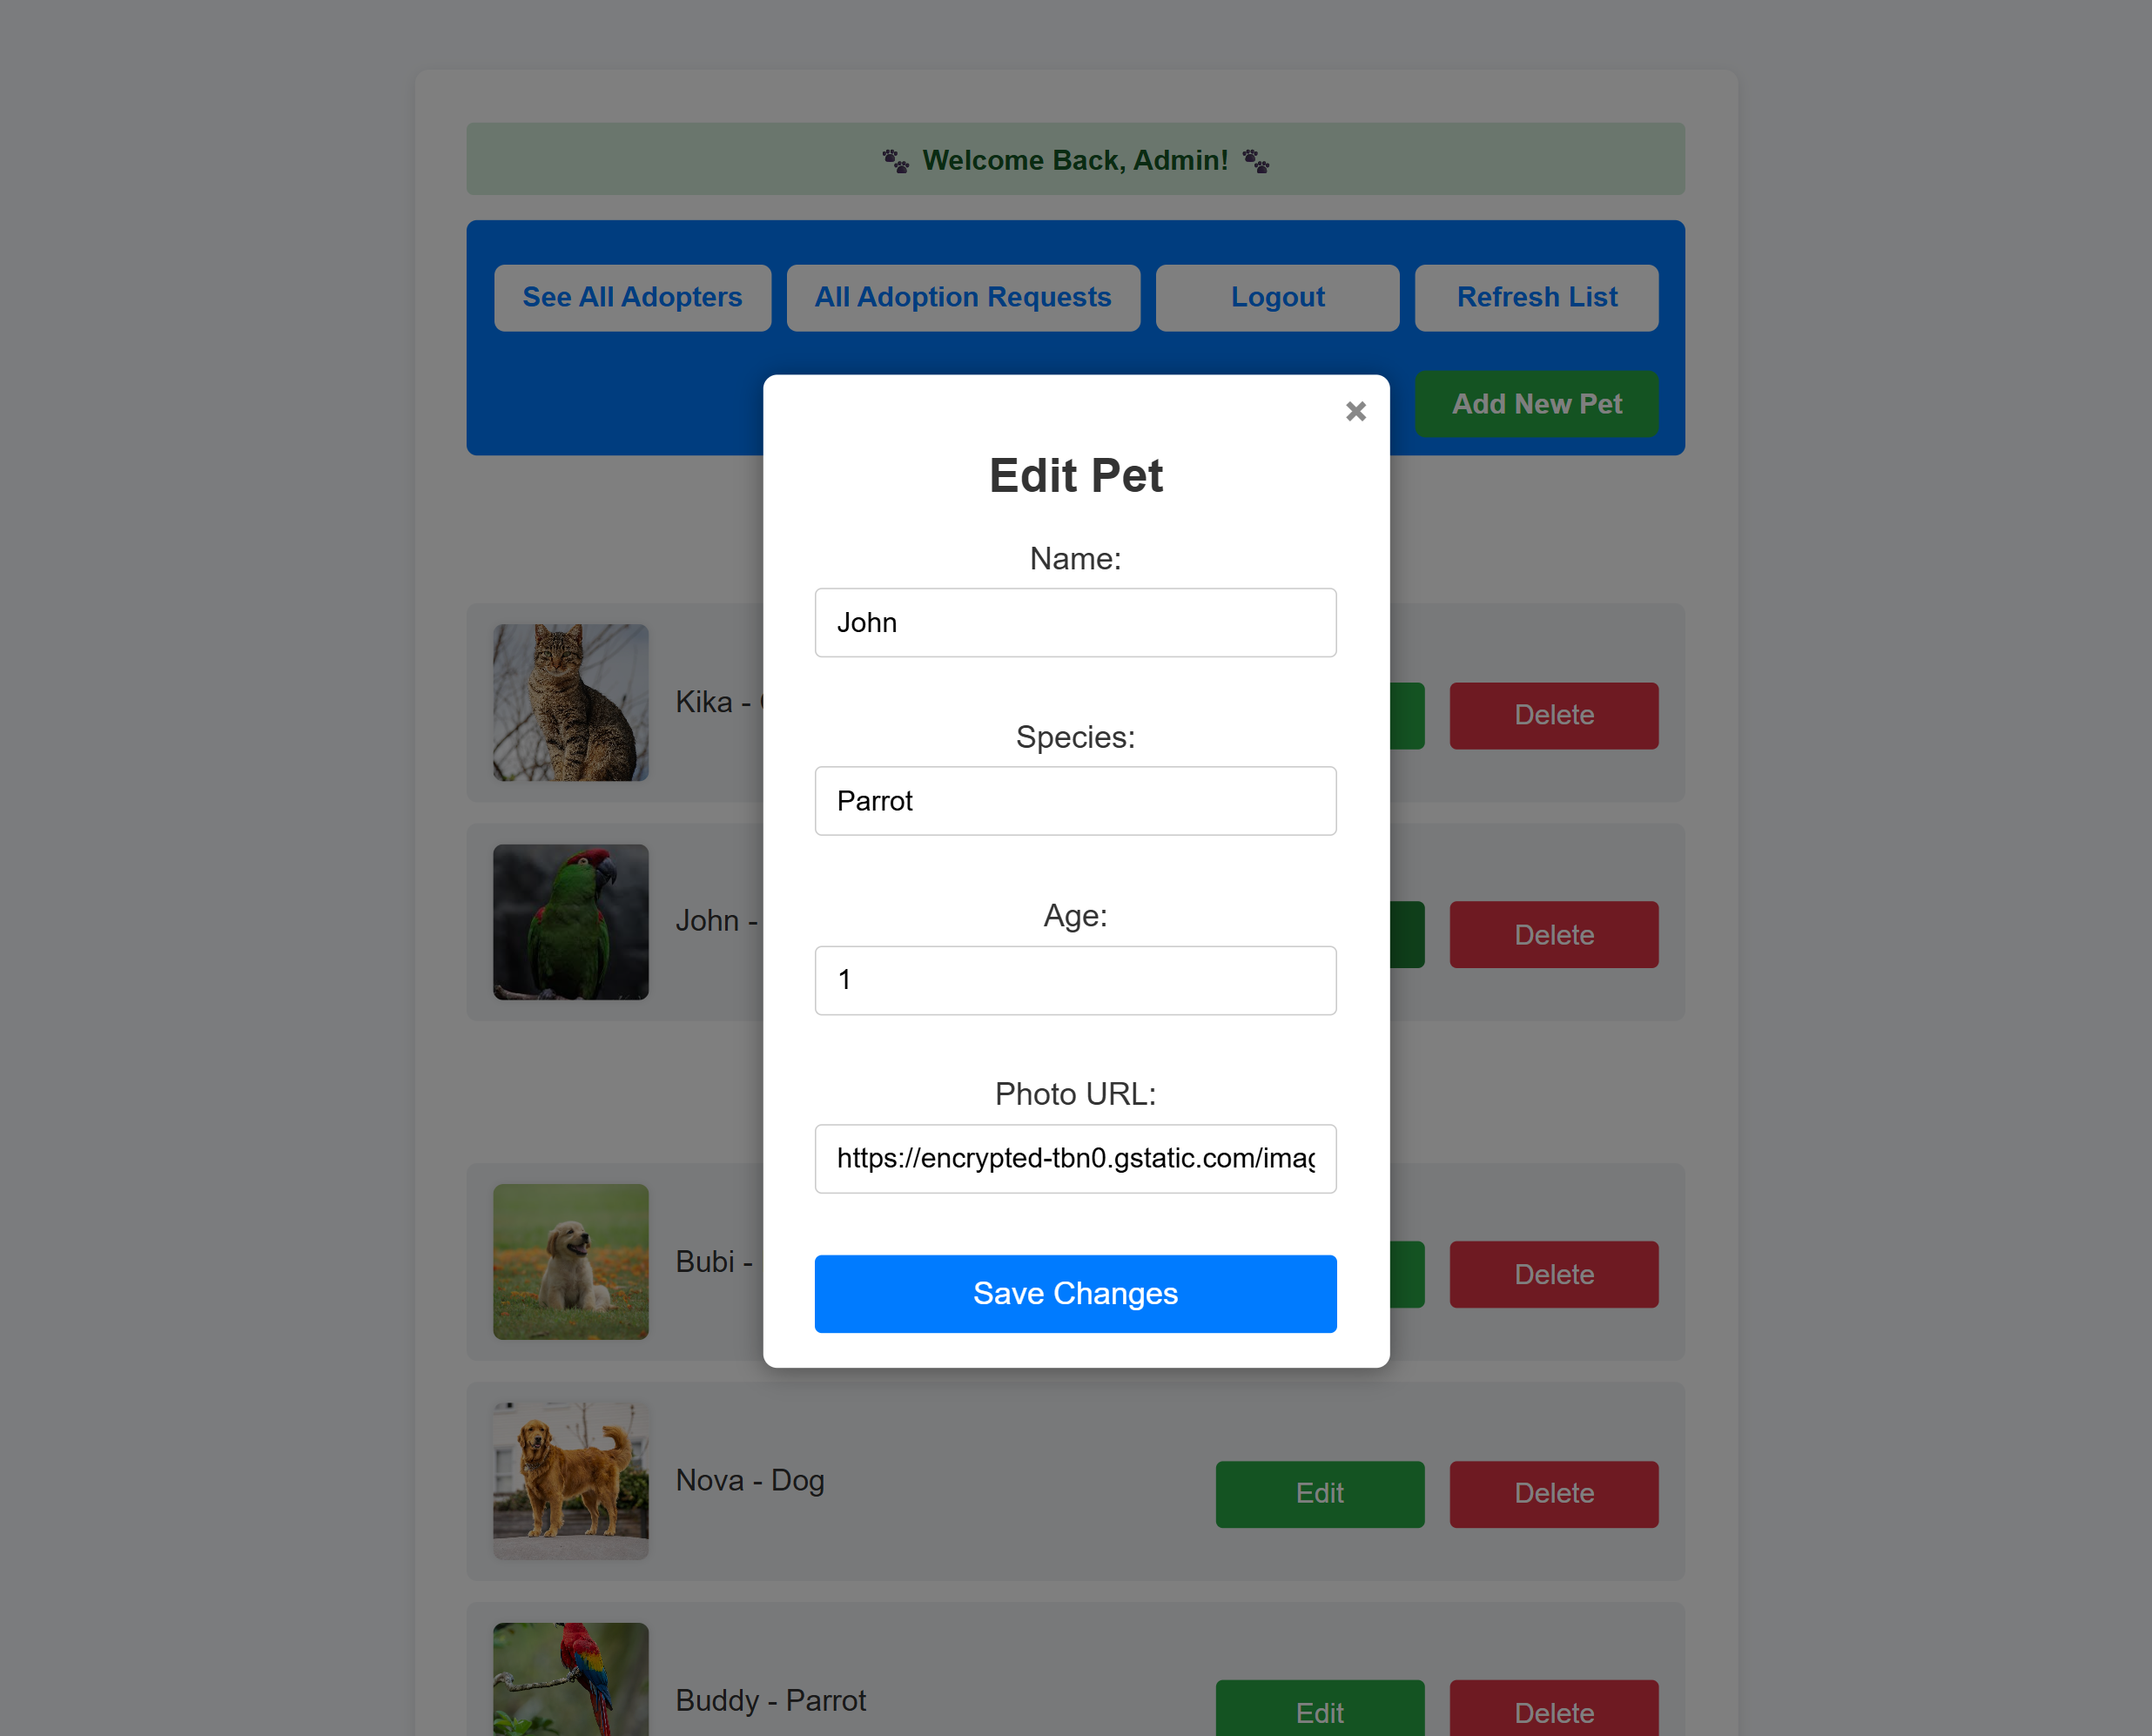 🐾 Welcome Back, Admin! 🐾
See All Adopters
All Adoption Requests
Logout
Refresh List
Add New Pet
×
Edit Pet
Name:
John
Species:
Parrot
Age:
1
Photo URL:
https://encrypted-tbn0.gstatic.com/imag
Save Changes
Kika -
Delete
John -
Delete
Bubi -
Delete
Nova - Dog
Edit
Delete
Buddy - Parrot
Edit
Delete